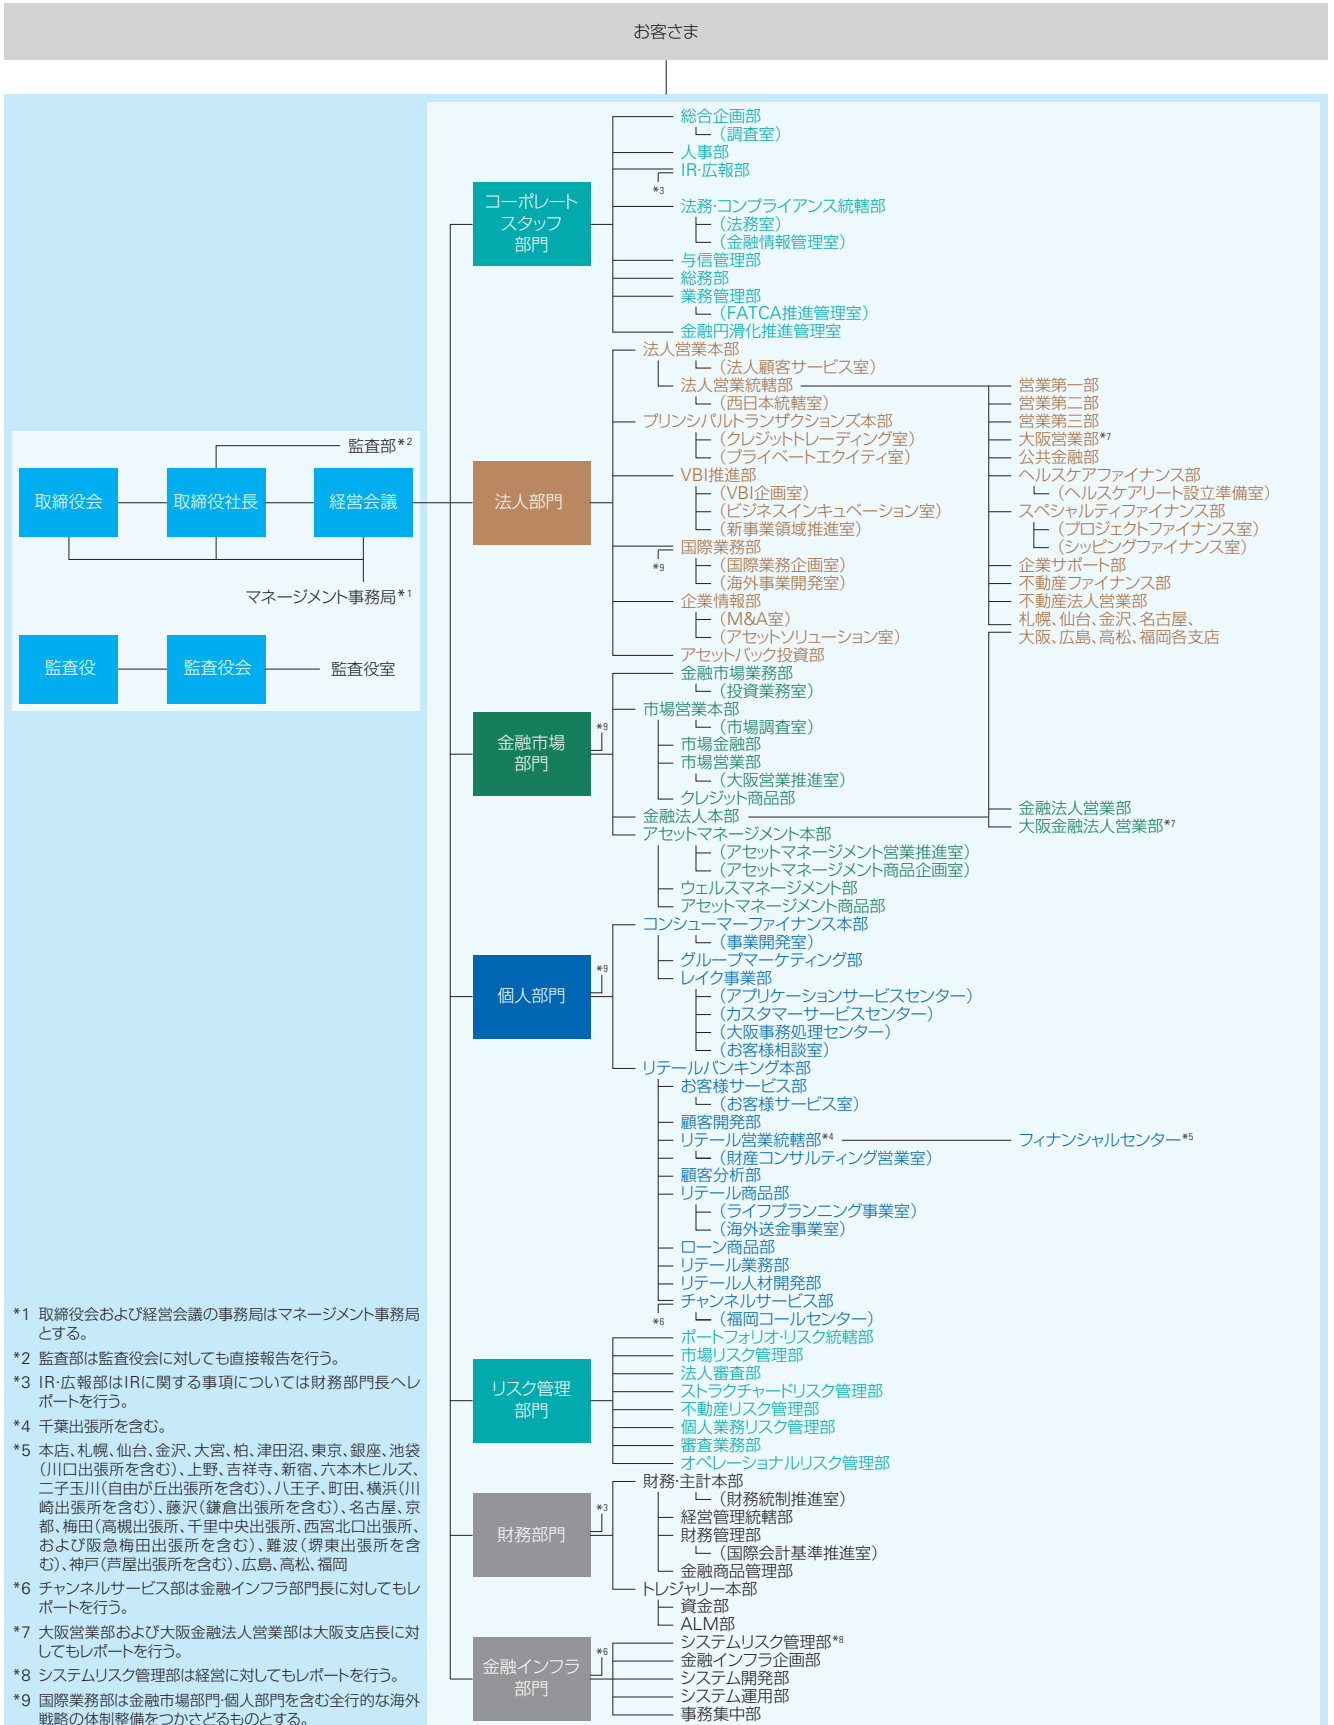 お客さま
取締役会
取締役社長
経営会議
監査部*2
マネージメント事務局*1
監査役
監査役会
監査役室
コーポレート
スタッフ
部門
総合企画部
(調査室)
人事部
IR·広報部
*3
法務·コンプライアンス統轄部
(法務室)
(金融情報管理室)
与信管理部
総務部
業務管理部
(FATCA推進管理室)
金融円滑化推進管理室
法人部門
法人営業本部
(法人顧客サービス室)
法人営業統轄部
(西日本統轄室)
プリンシパルトランザクションズ本部
(クレジットトレーディング室)
(プライベートエクイティ室)
VBI推進部
(VBI企画室)
(ビジネスインキュベーション室)
(新事業領域推進室)
国際業務部
*9
(国際業務企画室)
(海外事業開発室)
企業情報部
(M&A室)
(アセットソリューション室)
アセットバック投資部
営業第一部
営業第二部
営業第三部
大阪営業部*7
公共金融部
ヘルスケアファイナンス部
(ヘルスケアリート設立準備室)
スペシャルティファイナンス部
(プロジェクトファイナンス室)
(シッピングファイナンス室)
企業サポート部
不動産ファイナンス部
不動産法人営業部
札幌、仙台、金沢、名古屋、
大阪、広島、高松、福岡各支店
金融市場
部門
*9
金融市場業務部
(投資業務室)
市場営業本部
(市場調査室)
市場金融部
市場営業部
(大阪営業推進室)
クレジット商品部
金融法人本部
金融法人営業部
大阪金融法人営業部*7
アセットマネージメント本部
(アセットマネージメント営業推進室)
(アセットマネージメント商品企画室)
ウェルスマネージメント部
アセットマネージメント商品部
個人部門
*9
コンシューマーファイナンス本部
(事業開発室)
グループマーケティング部
レイク事業部
(アプリケーションサービスセンター)
(カスタマーサービスセンター)
(大阪事務処理センター)
(お客様相談室)
リテールバンキング本部
お客様サービス部
(お客様サービス室)
顧客開発部
リテール営業統轄部*4
フィナンシャルセンター*5
(財産コンサルティング営業室)
顧客分析部
リテール商品部
(ライフプランニング事業室)
(海外送金事業室)
ローン商品部
リテール業務部
リテール人材開発部
チャンネルサービス部
*6
(福岡コールセンター)
リスク管理
部門
ポートフォリオ·リスク統轄部
市場リスク管理部
法人審査部
ストラクチャードリスク管理部
不動産リスク管理部
個人業務リスク管理部
審査業務部
オペレーショナルリスク管理部
財務部門
*3
財務·主計本部
(財務統制推進室)
経営管理統轄部
財務管理部
(国際会計基準推進室)
金融商品管理部
トレジャリー本部
資金部
ALM部
金融インフラ
部門
*6
システムリスク管理部*8
金融インフラ企画部
システム開発部
システム運用部
事務集中部
*1 取締役会および経営会議の事務局はマネージメント事務局
とする。
*2 監査部は監査役会に対しても直接報告を行う。
*3 IR·広報部はIRに関する事項については財務部門長へレ
ポートを行う。
*4 千葉出張所を含む。
*5 本店、札幌、仙台、金沢、大宮、柏、津田沼、東京、銀座、池袋
(川口出張所を含む)、上野、吉祥寺、新宿、六本木ヒルズ、
二子玉川(自由が丘出張所を含む)、八王子、町田、横浜(川
崎出張所を含む)、藤沢(鎌倉出張所を含む)、名古屋、京
都、梅田(高槻出張所、千里中央出張所、西宮北口出張所、
および阪急梅田出張所を含む)、難波(堺東出張所を含
む)、神戸(芦屋出張所を含む)、広島、高松、福岡
*6 チャンネルサービス部は金融インフラ部門長に対してもレ
ポートを行う。
*7 大阪営業部および大阪金融法人営業部は大阪支店長に対
してもレポートを行う。
*8 システムリスク管理部は経営に対してもレポートを行う。
*9 国際業務部は金融市場部門·個人部門を含む全行的な海外
戦略の体制整備をつかさどるものとする。